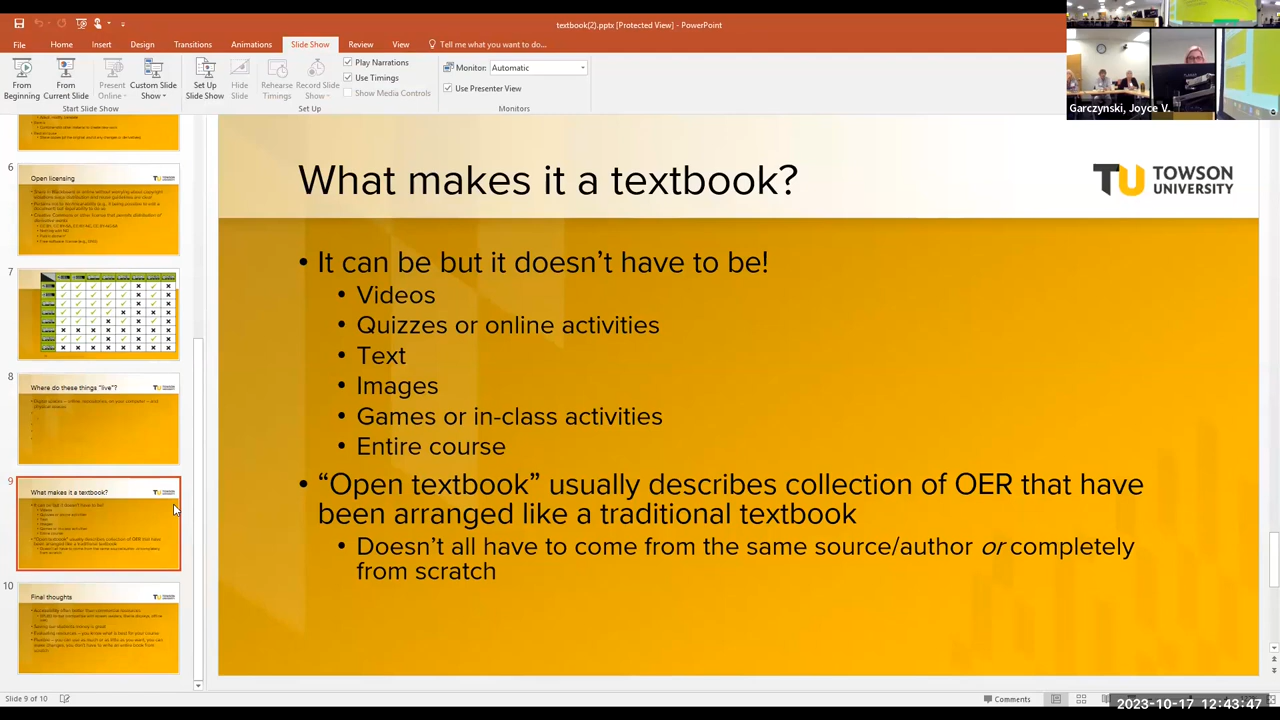 textbook(2).pptx [Protected View] - PowerPoint
File Home Insert Design Transitions Animations Slide Show Review View Tell me what you want to do...
From Beginning
From Current Slide
Present Online
Custom Slide Show
Set Up Slide Show
Hide Slide
Rehearse Timings
Record Slide Show
Play Narrations
Use Timings
Show Media Controls
Monitor: Automatic
Use Presenter View
Start Slide Show
Set Up
Monitors
Garczynski, Joyce V.
6
Open licensing
7
8
Where do these things "live"?
9
What makes it a textbook?
10
Final thoughts
What makes it a textbook?
TU TOWSON UNIVERSITY
• It can be but it doesn’t have to be!
• Videos
• Quizzes or online activities
• Text
• Images
• Games or in-class activities
• Entire course
• “Open textbook” usually describes collection of OER that have
been arranged like a traditional textbook
• Doesn’t all have to come from the same source/author or completely
from scratch
Slide 9 of 10
Comments
2023-10-17 12:43:47